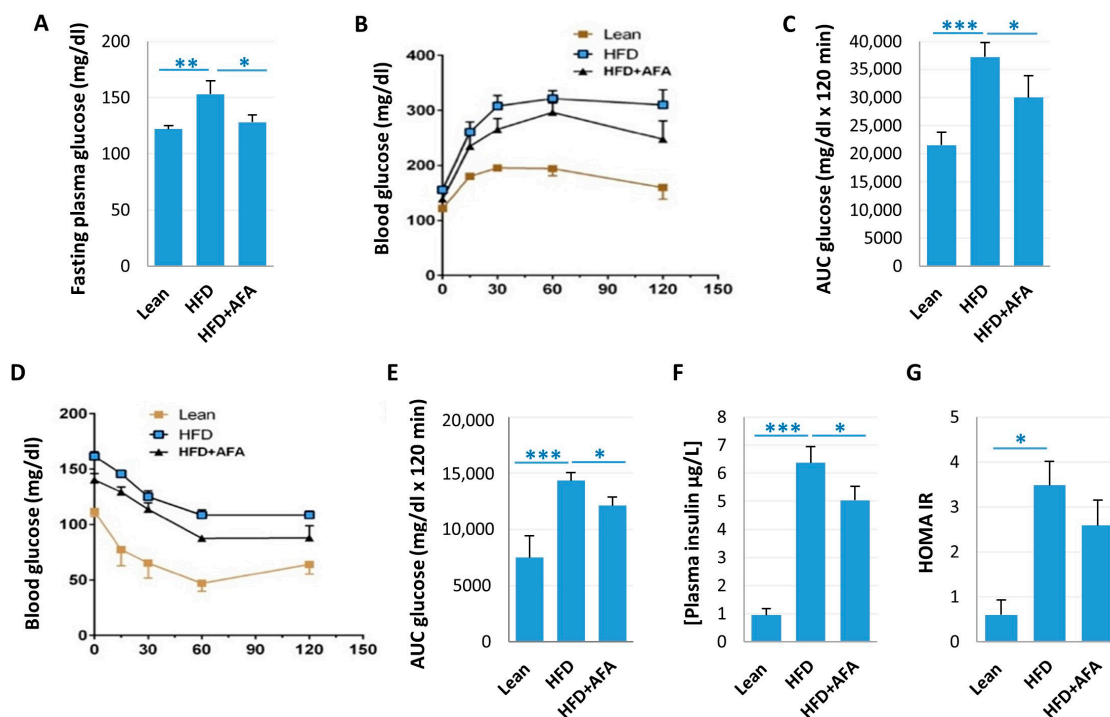 A
Fasting plasma glucose (mg/dl)
200
150
100
50
0
**
*
Lean
HFD
HFD+AFA
B
Blood glucose (mg/dl)
Lean
HFD
HFD+AFA
400
300
200
100
0
0 30 60 90 120 150
C
AUC glucose (mg/dl x 120 min)
40,000
35,000
30,000
25,000
20,000
15,000
10,000
5000
0
***
*
Lean
HFD
HFD+AFA
D
Blood glucose (mg/dl)
Lean
HFD
HFD+AFA
200
150
100
50
0
0 30 60 90 120 150
E
AUC glucose (mg/dl x 120 min)
20,000
15,000
10,000
5000
0
***
*
Lean
HFD
HFD+AFA
F
[Plasma insulin µg/L)
8
7
6
5
4
3
2
1
0
***
*
Lean
HFD
HFD+AFA
G
HOMA IR
5
4
3
2
1
0
*
Lean
HFD
HFD+AFA